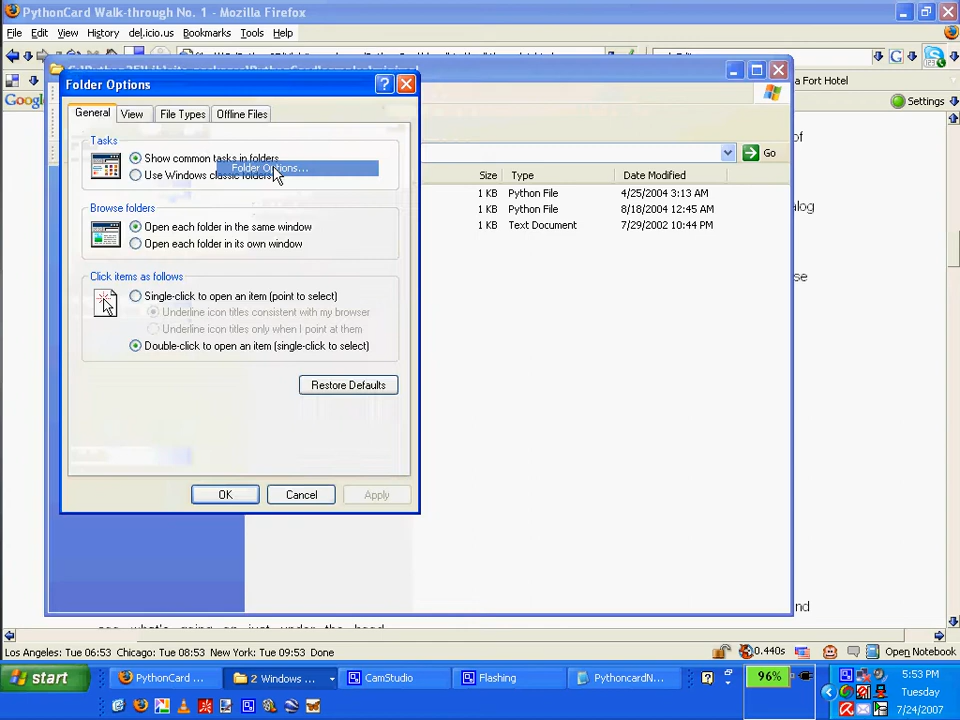 PythonCard Walk-through No. 1 - Mozilla Firefox
File Edit View History del.icio.us Bookmarks Tools Help
a Fort Hotel
Google
Settings
Folder Options
General View File Types Offline Files
Tasks
Show common tasks in folders
Folder Options...
Use Windows classic folders
Browse folders
Open each folder in the same window
Open each folder in its own window
Click items as follows
Single-click to open an item (point to select)
Underline icon titles consistent with my browser
Underline icon titles only when I point at them
Double-click to open an item (single-click to select)
Restore Defaults
OK Cancel Apply
Go
Size Type Date Modified
1 KB Python File 4/25/2004 3:13 AM
1 KB Python File 8/18/2004 12:45 AM
1 KB Text Document 7/29/2002 10:44 PM
of
alog
se
nd
Los Angeles: Tue 06:53 Chicago: Tue 08:53 New York: Tue 09:53 Done
0.440s
Open Notebook
start
PythonCard ...
2 Windows ...
CamStudio
Flashing
PythoncardN...
96%
5:53 PM
Tuesday
7/24/2007